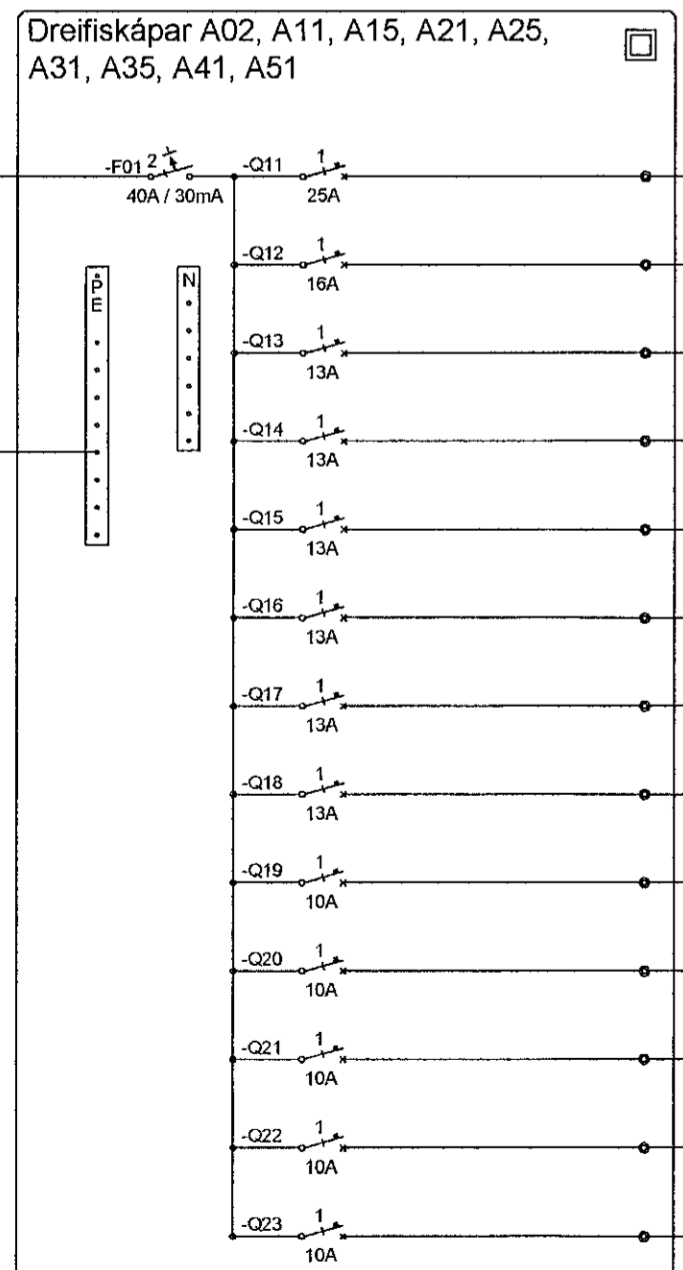 Dreifiskápar A02, A11, A15, A21, A25,
A31, A35, A41, A51
-F01 2
40A / 30mA
-Q11 1
25A
PE
N
-Q12 1
16A
-Q13 1
13A
-Q14 1
13A
-Q15 1
13A
-Q16 1
13A
-Q17 1
13A
-Q18 1
13A
-Q19 1
10A
-Q20 1
10A
-Q21 1
10A
-Q22 1
10A
-Q23 1
10A